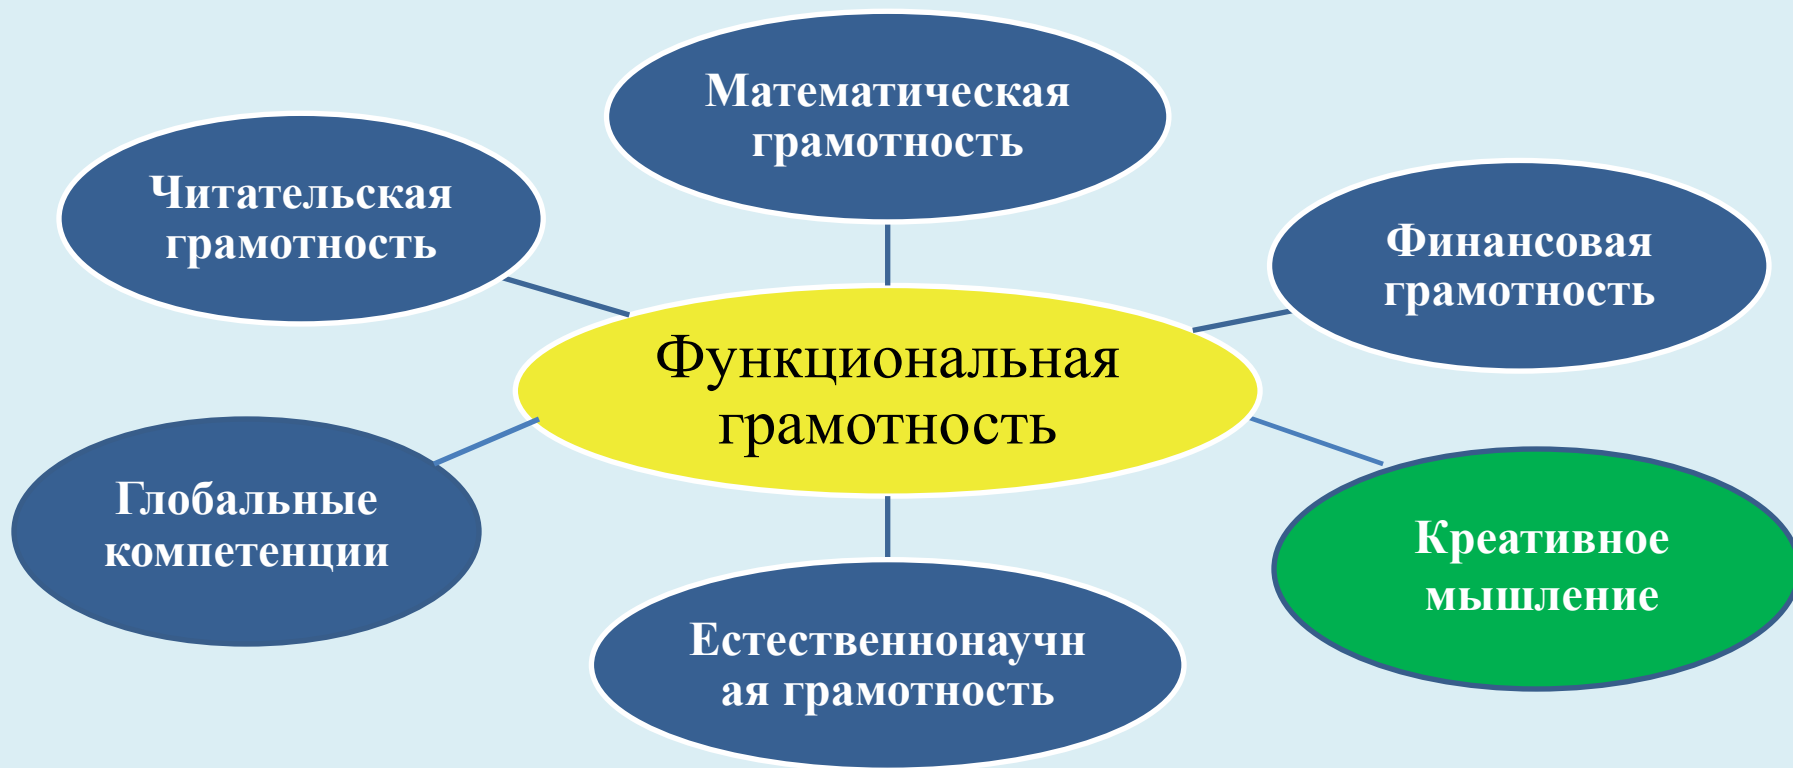 Математическая
грамотность
Читательская
грамотность
Финансовая
грамотность
Функциональная
грамотность
Глобальные
компетенции
Креативное
мышление
Естественнонаучн
ая грамотность